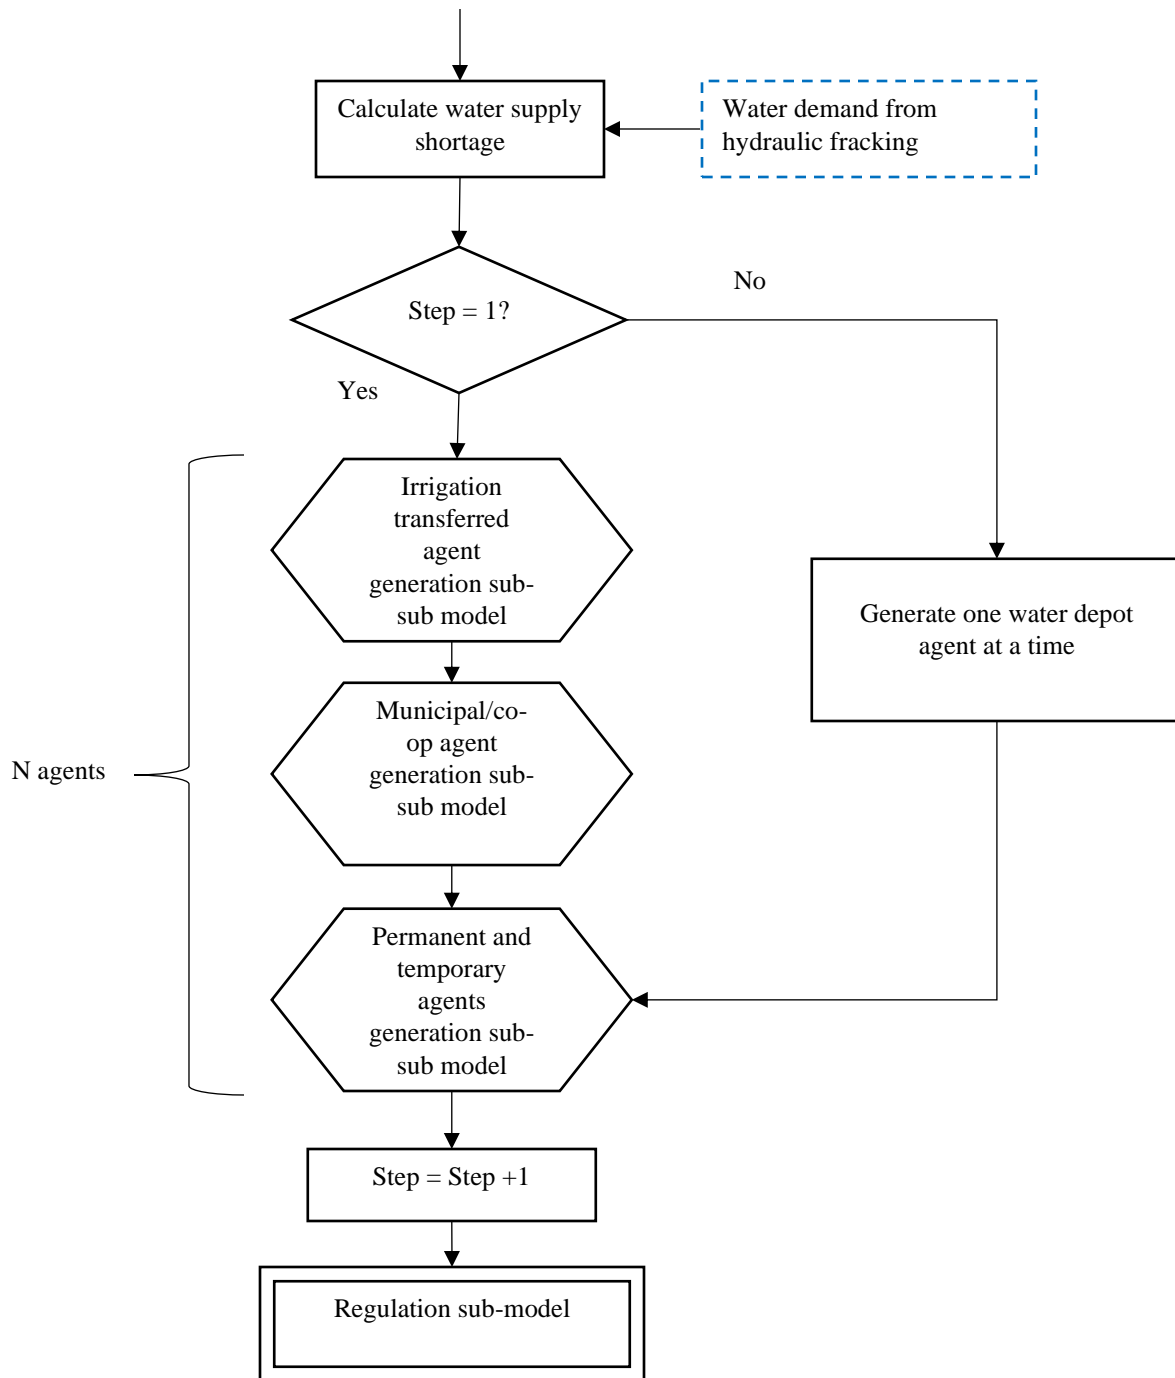 Calculate water supply
shortage
Water demand from
hydraulic fracking
Step = 1?
No
Yes
Irrigation
transferred
agent
generation sub-
sub model
Generate one water depot
agent at a time
Municipal/co-
op agent
generation sub-
sub model
N agents
Permanent and
temporary
agents
generation sub-
sub model
Step = Step +1
Regulation sub-model